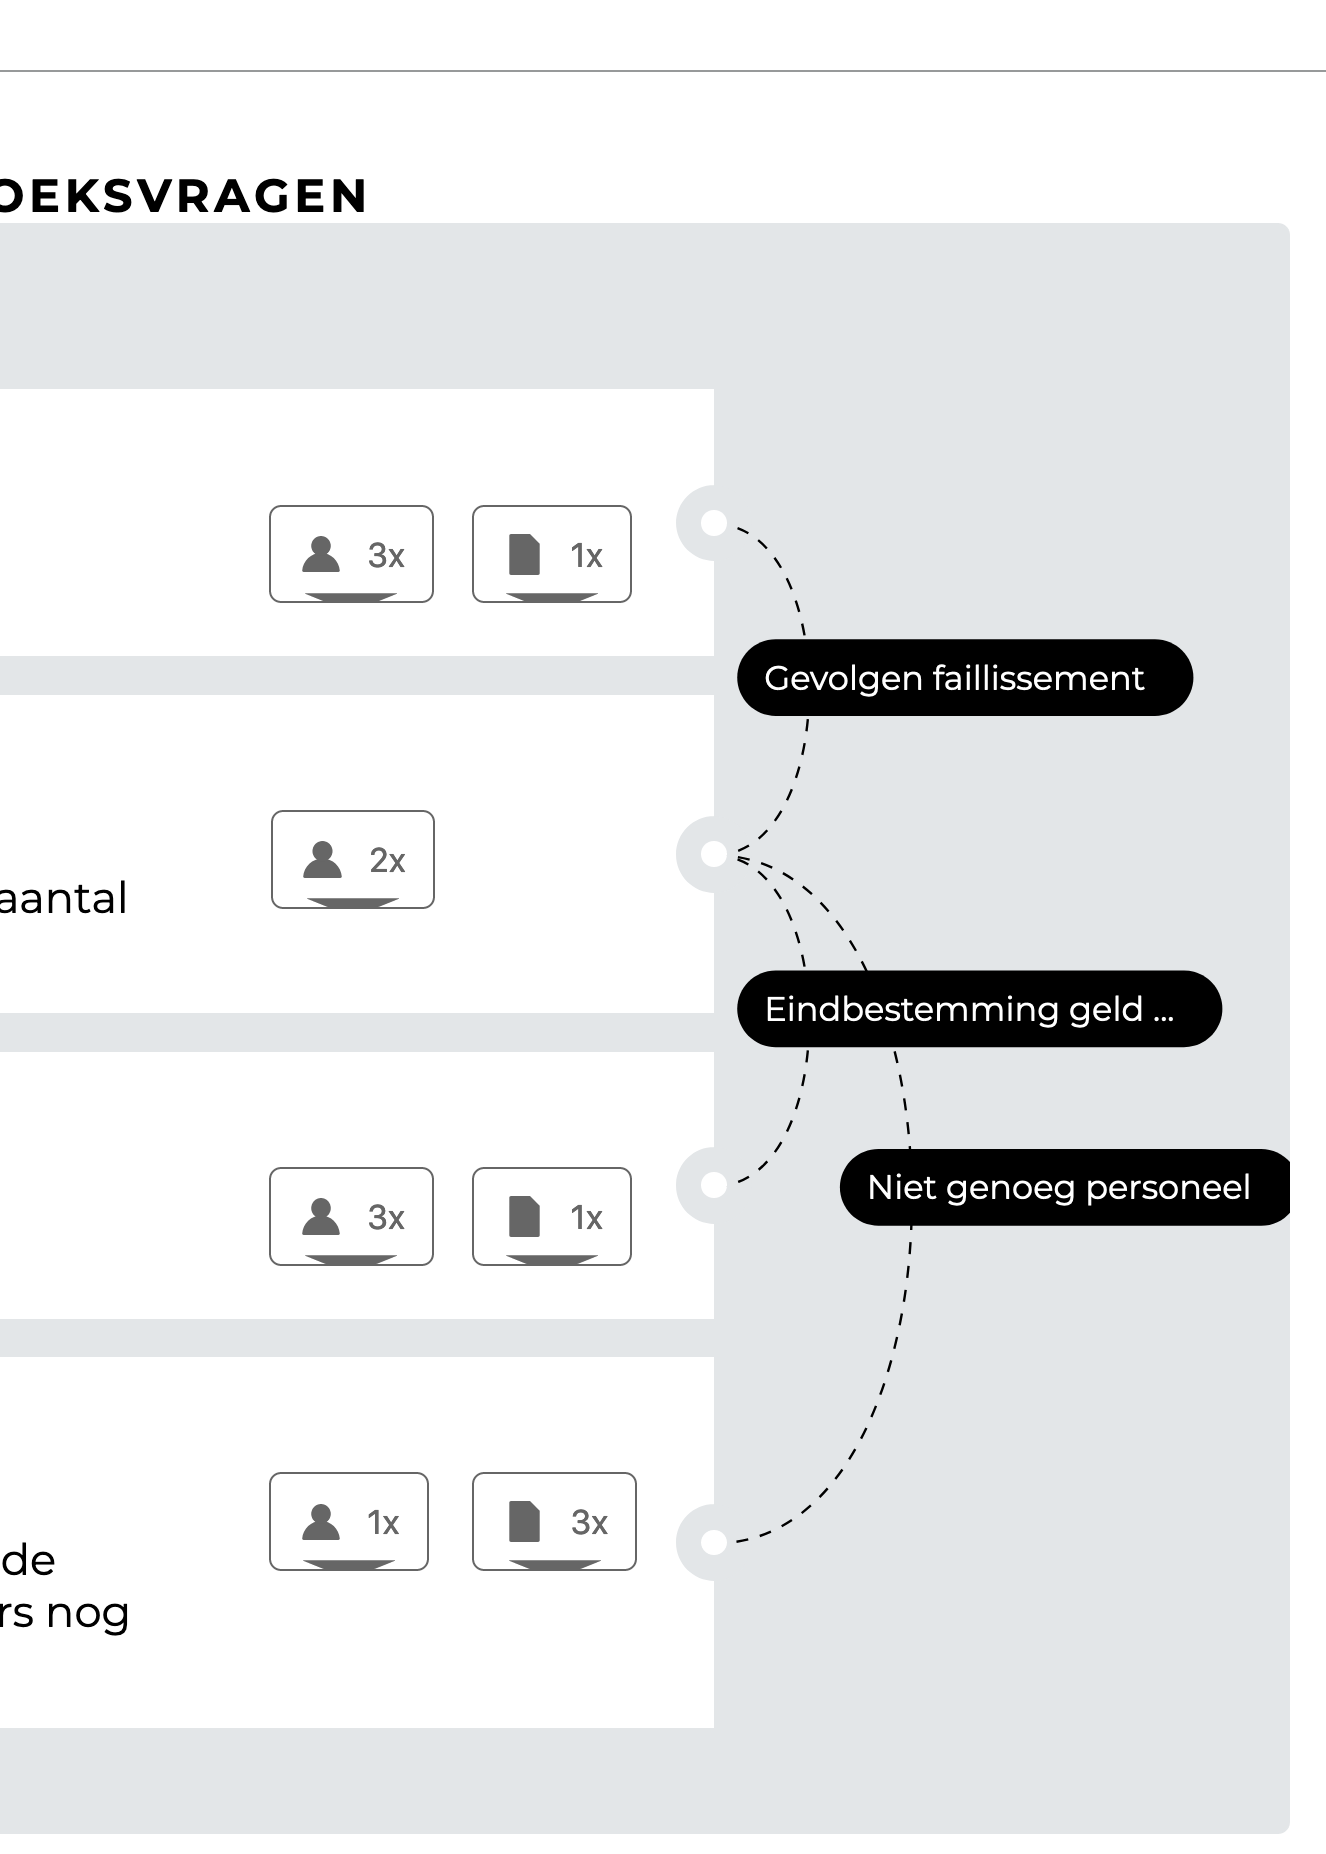 OEKSVRAGEN
3x 1x
Gevolgen faillissement
2x
aantal
Eindbestemming geld ...
Niet genoeg personeel
3x 1x
1x 3x
de
rs nog